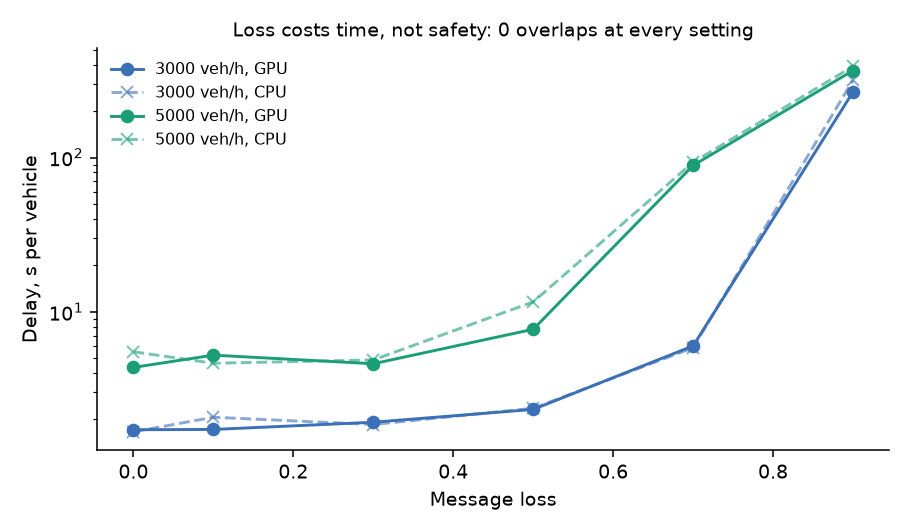 Loss costs time, not safety: 0 overlaps at every setting
3000 veh/h, GPU
3000 veh/h, CPU
5000 veh/h, GPU
5000 veh/h, CPU
10²
10¹
Delay, s per vehicle
0.0 0.2 0.4 0.6 0.8
Message loss